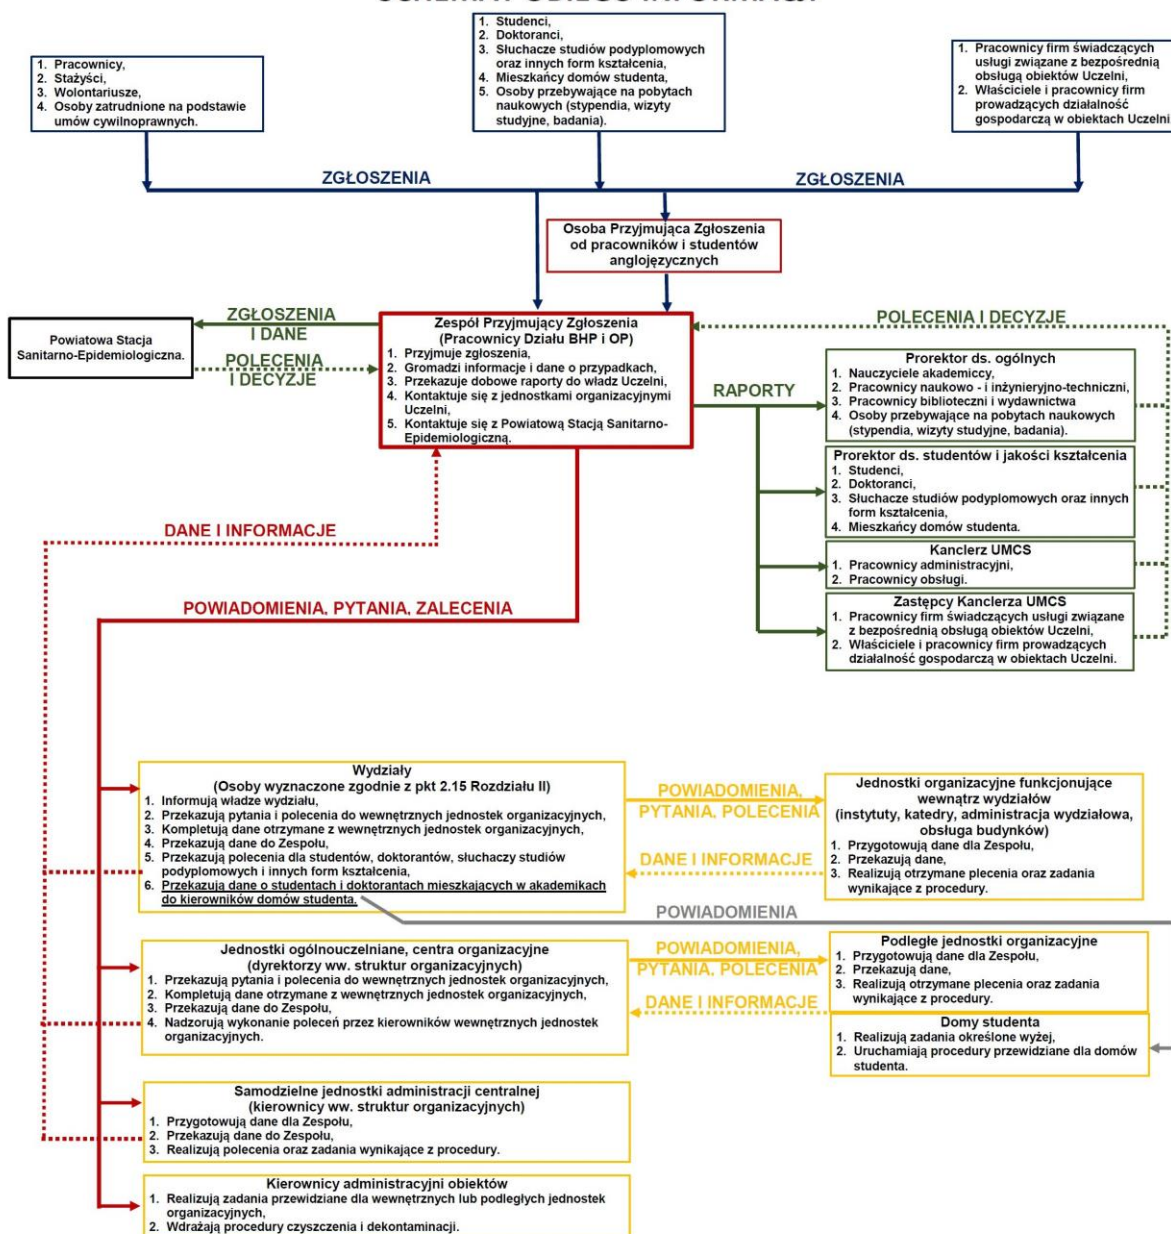 1. Pracownicy,
2. Stażyści,
3. Wolontariusze,
4. Osoby zatrudnione na podstawie
umów cywilnoprawnych.
1. Studenci,
2. Doktoranci,
3. Słuchacze studiów podyplomowych
oraz innych form kształcenia,
4. Mieszkańcy domów studenta,
5. Osoby przebywające na pobytach
naukowych (stypendia, wizyty
studyjne, badania).
1. Pracownicy firm świadczących
usługi związane z bezpośrednią
obsługą obiektów Uczelni,
2. Właściciele i pracownicy firm
prowadzących działalność
gospodarczą w obiektach Uczelni
ZGŁOSZENIA
ZGŁOSZENIA
Osoba Przyjmująca Zgłoszenia
od pracowników i studentów
anglojęzycznych
Powiatowa Stacja
Sanitarno-Epidemiologiczna.
ZGŁOSZENIA
I DANE
POLECENIA
I DECYZJE
Zespół Przyjmujący Zgłoszenia
(Pracownicy Działu BHP i OP)
1. Przyjmuje zgłoszenia,
2. Gromadzi informacje i dane o przypadkach,
3. Przekazuje dobowe raporty do władz Uczelni,
4. Kontaktuje się z jednostkami organizacyjnymi
Uczelni,
5. Kontaktuje się z Powiatową Stacją Sanitarno-
Epidemiologiczną.
POLECENIA I DECYZJE
RAPORTY
Prorektor ds. ogólnych
1. Nauczyciele akademiccy,
2. Pracownicy naukowo - i inżynieryjno-techniczni,
3. Pracownicy biblioteczni i wydawnictwa
4. Osoby przebywające na pobytach naukowych
(stypendia, wizyty studyjne, badania).
Prorektor ds. studentów i jakości kształcenia
1. Studenci,
2. Doktoranci,
3. Słuchacze studiów podyplomowych oraz innych
form kształcenia,
4. Mieszkańcy domów studenta.
Kanclerz UMCS
1. Pracownicy administracyjni,
2. Pracownicy obsługi.
Zastępcy Kanclerza UMCS
1. Pracownicy firm świadczących usługi związane
z bezpośrednią obsługą obiektów Uczelni,
2. Właściciele i pracownicy firm prowadzących
działalność gospodarczą w obiektach Uczelni.
DANE I INFORMACJE
POWIADOMIENIA, PYTANIA, ZALECENIA
Wydziały
(Osoby wyznaczone zgodnie z pkt 2.15 Rozdziału II)
1. Informują władze wydziału,
2. Przekazują pytania i polecenia do wewnętrznych jednostek organizacyjnych,
3. Kompletują dane otrzymane z wewnętrznych jednostek organizacyjnych,
4. Przekazują dane do Zespołu,
5. Przekazują polecenia dla studentów, doktorantów, słuchaczy studiów
podyplomowych i innych form kształcenia,
6. Przekazują dane o studentach i doktorantach mieszkających w akademikach
do kierowników domów studenta.
POWIADOMIENIA,
PYTANIA, POLECENIA
DANE I INFORMACJE
Jednostki organizacyjne funkcjonujące
wewnątrz wydziałów
(instytuty, katedry, administracja wydziałowa,
obsługa budynków)
1. Przygotowują dane dla Zespołu,
2. Przekazują dane,
3. Realizują otrzymane plecenia oraz zadania
wynikające z procedury.
POWIADOMIENIA
Jednostki ogólnouczelniane, centra organizacyjne
(dyrektorzy ww. struktur organizacyjnych)
1. Przekazują pytania i polecenia do wewnętrznych jednostek organizacyjnych,
2. Kompletują dane otrzymane z wewnętrznych jednostek organizacyjnych,
3. Przekazują dane do Zespołu,
4. Nadzorują wykonanie poleceń przez kierowników wewnętrznych jednostek
organizacyjnych.
POWIADOMIENIA,
PYTANIA, POLECENIA
DANE I INFORMACJE
Podległe jednostki organizacyjne
1. Przygotowują dane dla Zespołu,
2. Przekazują dane,
3. Realizują otrzymane plecenia oraz zadania
wynikające z procedury.
Domy studenta
1. Realizują zadania określone wyżej,
2. Uruchamiają procedury przewidziane dla domów
studenta.
Samodzielne jednostki administracji centralnej
(kierownicy ww. struktur organizacyjnych)
1. Przygotowują dane dla Zespołu,
2. Przekazują dane do Zespołu,
3. Realizują polecenia oraz zadania wynikające z procedury.
Kierownicy administracyjni obiektów
1. Realizują zadania przewidziane dla wewnętrznych lub podległych jednostek
organizacyjnych,
2. Wdrażają procedury czyszczenia i dekontaminacji.